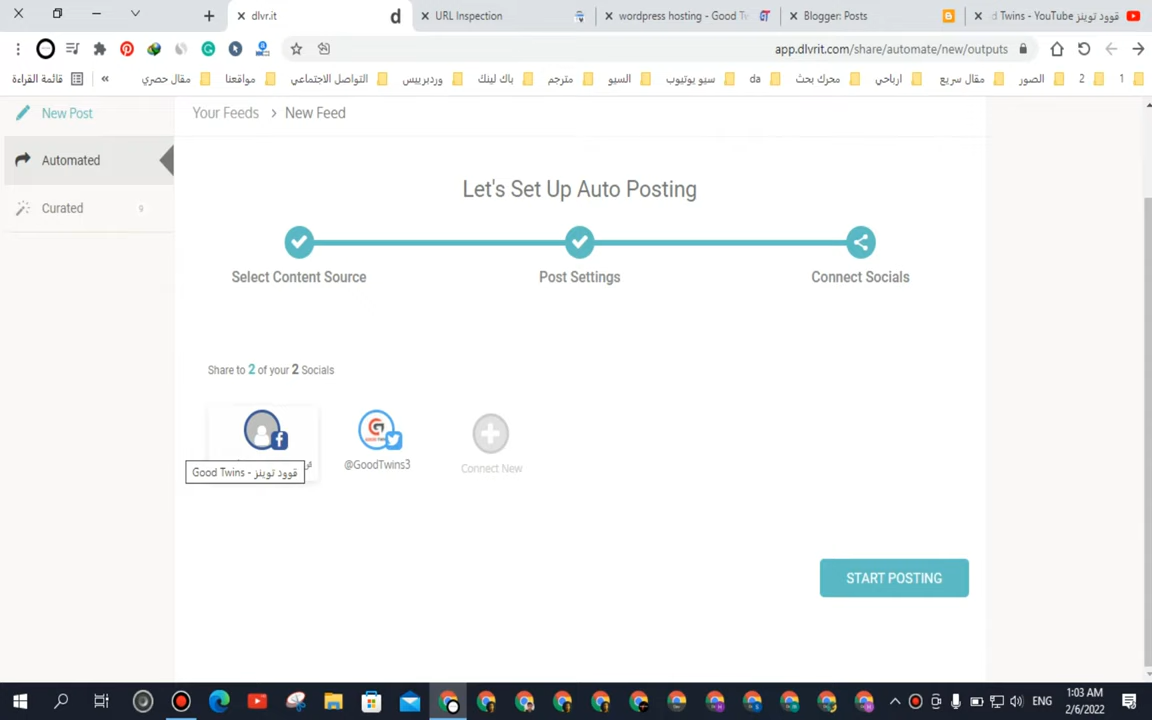 dlvr.it
URL Inspection
wordpress hosting - Good Tw
Blogger: Posts
d Twins - YouTube قوود توينز
app.dlvrit.com/share/automate/new/outputs
قائمة القراءة
«
مقال حصري
مواقعنا
التواصل الاجتماعي
وردبرييس
باك لينك
مترجم
السيو
سيو يوتيوب
da
محرك بحث
ارباحي
مقال سريع
الصور
2
1
New Post
Your Feeds > New Feed
Automated
Curated 9
Let's Set Up Auto Posting
Select Content Source
Post Settings
Connect Socials
Share to 2 of your 2 Socials
@GoodTwins3
Connect New
Good Twins - قوود توينز
START POSTING
ENG
1:03 AM
2/6/2022